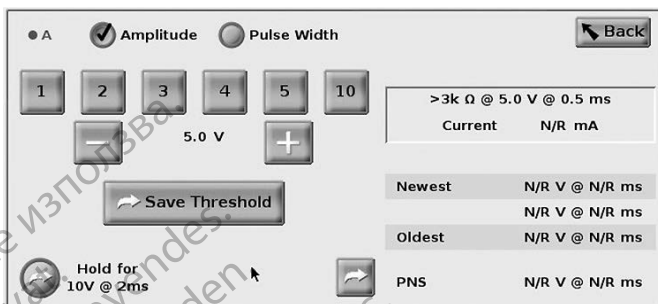 A Amplitude Pulse Width Back
1 2 3 4 5 10
>3k Ω @ 5.0 V @ 0.5 ms
− 5.0 V +
Current N/R mA
Save Threshold
Newest N/R V @ N/R ms
N/R V @ N/R ms
Oldest N/R V @ N/R ms
Hold for
10V @ 2ms
PNS N/R V @ N/R ms
използва.